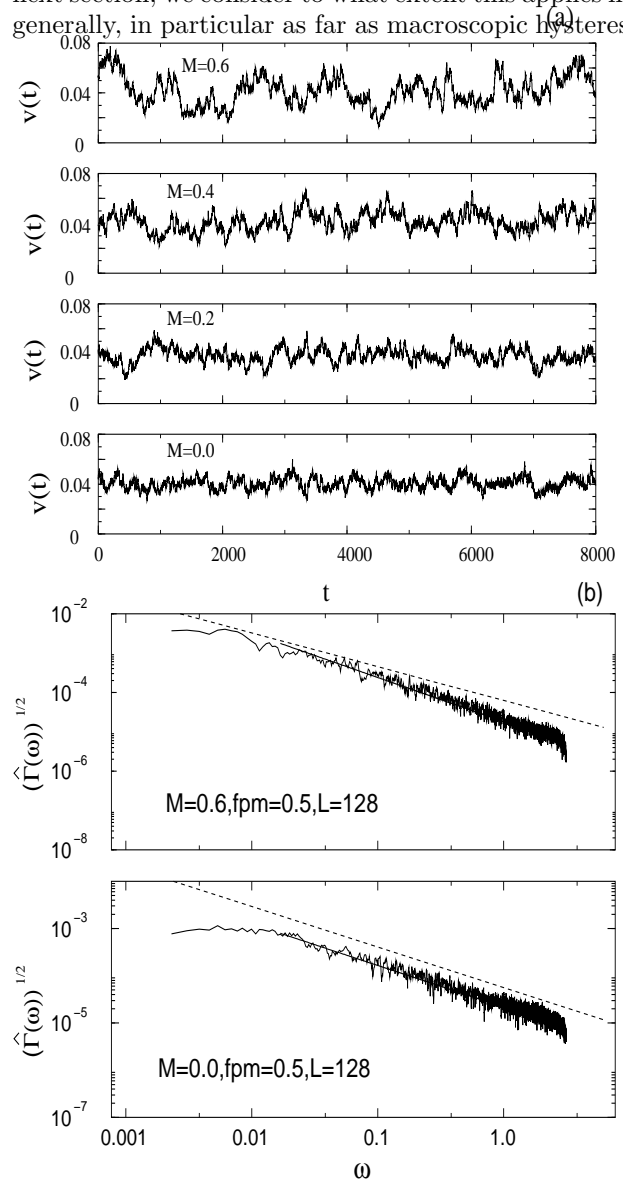 generally, in particular as far as macroscopic hysteres
(a)
0.08
M=0.6
0.04
v(t)
0
0.08
M=0.4
0.04
v(t)
0
0.08
M=0.2
0.04
v(t)
0
0.08
M=0.0
0.04
v(t)
0
0 2000 4000 6000 8000
t
(b)
10^-2
10^-4
10^-6
10^-8
(Γ̂(ω)) 1/2
M=0.6,fpm=0.5,L=128
10^-3
10^-5
10^-7
(Γ̂(ω)) 1/2
M=0.0,fpm=0.5,L=128
0.001 0.01 0.1 1.0
ω